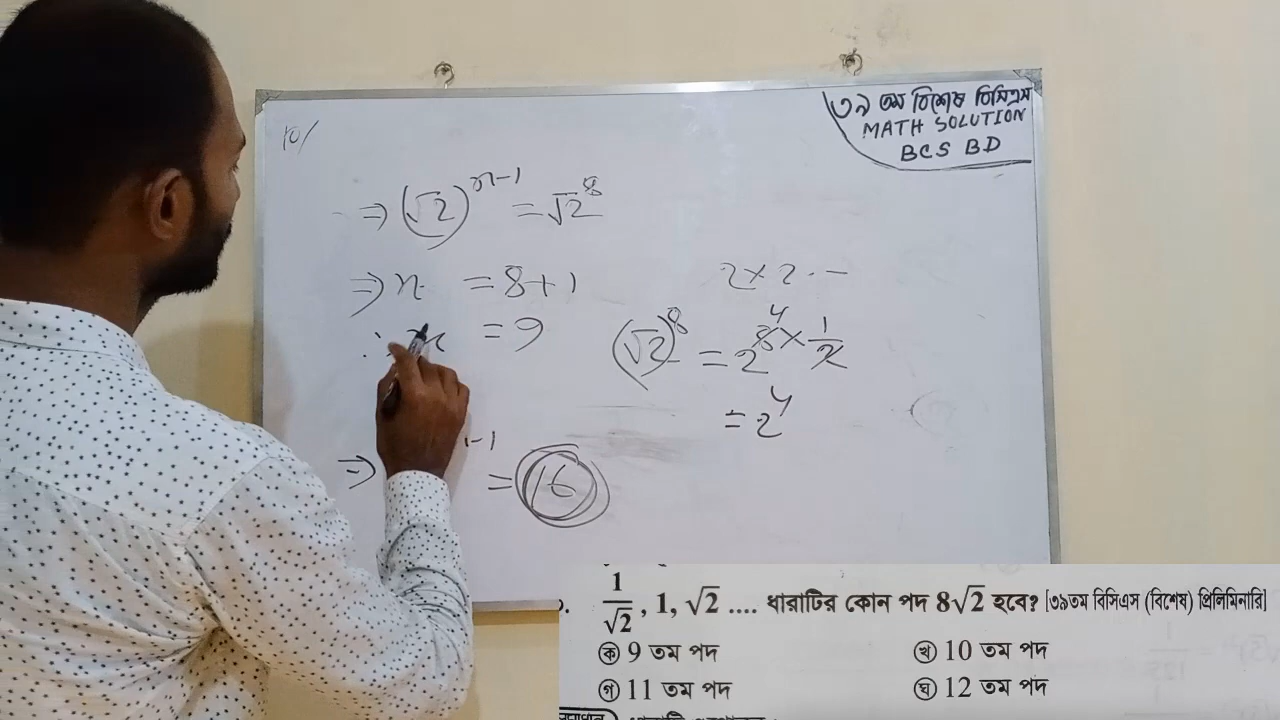 ৩৯ তম বিশেষ বিসিএস
MATH SOLUTION
BCS BD
10/
⇒ (√2)^(n-1) = √2^8
⇒ n = 8+1
∴ n = 9
⇒ = 16
2×2·–
(√2)^8 = 2^(8×1/2) 4
= 2^4
1/√2, 1, √2 .... ধারাটির কোন পদ 8√2 হবে? [৩৯তম বিসিএস (বিশেষ) প্রিলিমিনারি]
ক 9 তম পদ খ 10 তম পদ
গ 11 তম পদ ঘ 12 তম পদ